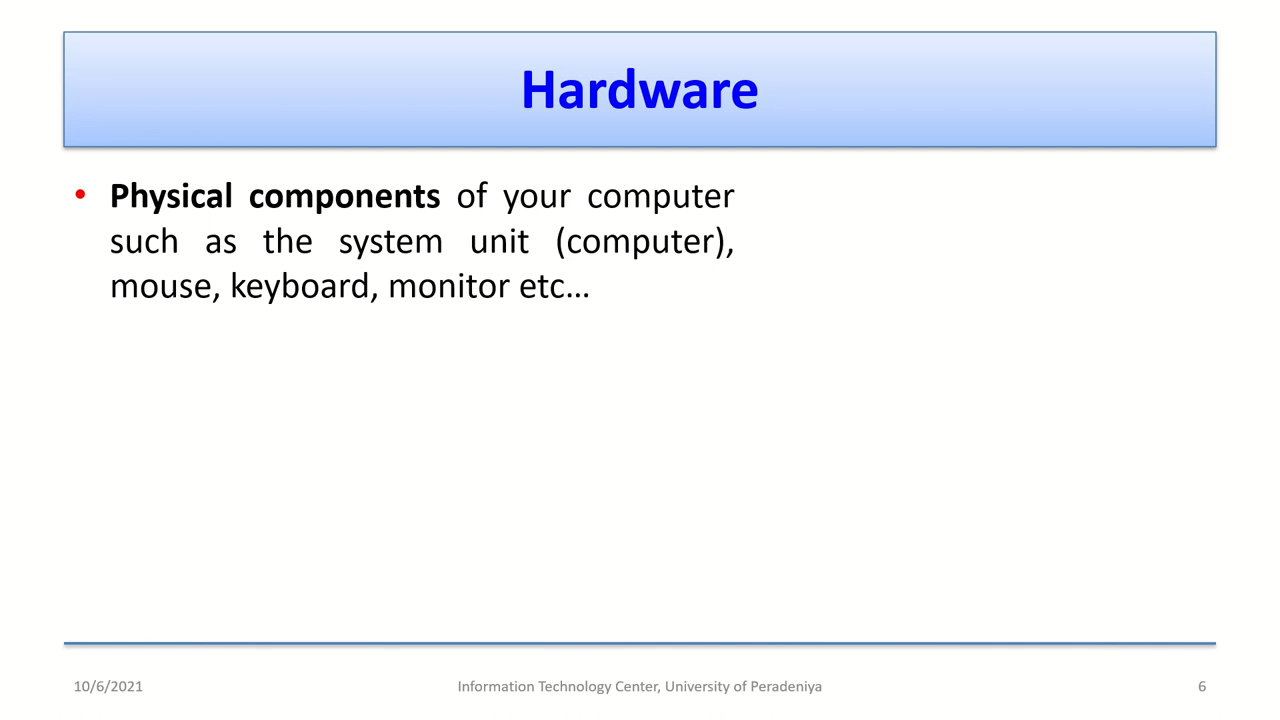 Hardware
• Physical components of your computer
such as the system unit (computer),
mouse, keyboard, monitor etc…
10/6/2021
Information Technology Center, University of Peradeniya
6